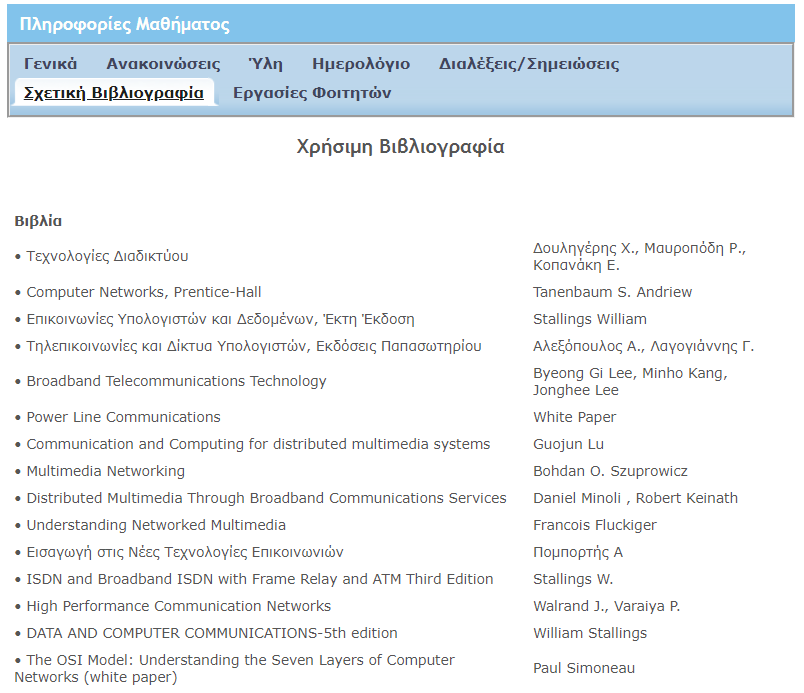 Πληροφορίες Μαθήματος
Γενικά Ανακοινώσεις Ύλη Ημερολόγιο Διαλέξεις/Σημειώσεις
Σχετική Βιβλιογραφία Εργασίες Φοιτητών
Χρήσιμη Βιβλιογραφία
Βιβλία
• Τεχνολογίες Διαδικτύου Δουληγέρης Χ., Μαυροπόδη Ρ.,
Κοπανάκη Ε.
• Computer Networks, Prentice-Hall Tanenbaum S. Andriew
• Επικοινωνίες Υπολογιστών και Δεδομένων, Έκτη Έκδοση Stallings William
• Τηλεπικοινωνίες και Δίκτυα Υπολογιστών, Εκδόσεις Παπασωτηρίου Αλεξόπουλος Α., Λαγογιάννης Γ.
• Broadband Telecommunications Technology Byeong Gi Lee, Minho Kang,
Jonghee Lee
• Power Line Communications White Paper
• Communication and Computing for distributed multimedia systems Guojun Lu
• Multimedia Networking Bohdan O. Szuprowicz
• Distributed Multimedia Through Broadband Communications Services Daniel Minoli , Robert Keinath
• Understanding Networked Multimedia Francois Fluckiger
• Εισαγωγή στις Νέες Τεχνολογίες Επικοινωνιών Πομπορτής Α
• ISDN and Broadband ISDN with Frame Relay and ATM Third Edition Stallings W.
• High Performance Communication Networks Walrand J., Varaiya P.
• DATA AND COMPUTER COMMUNICATIONS-5th edition William Stallings
• The OSI Model: Understanding the Seven Layers of Computer
Networks (white paper) Paul Simoneau